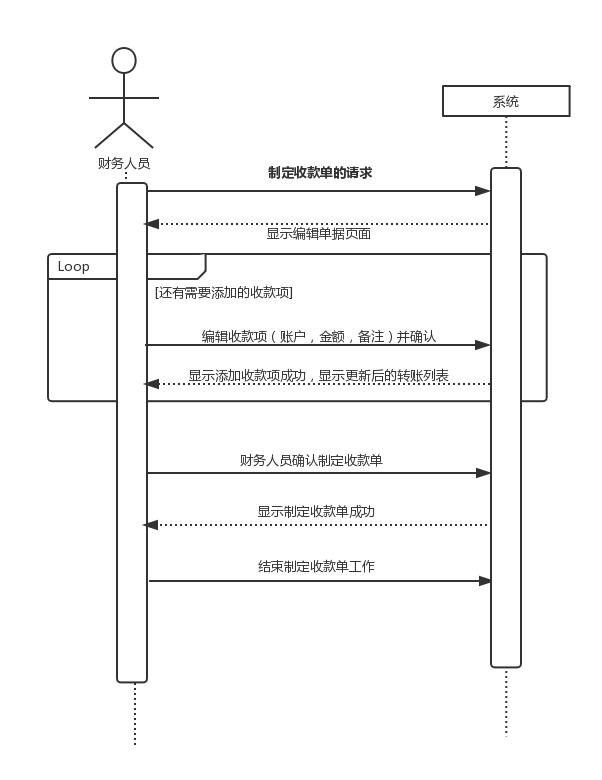 系统
财务人员
制定收款单的请求
显示编辑单据页面
Loop
[还有需要添加的收款项]
编辑收款项（账户，金额，备注）并确认
显示添加收款项成功，显示更新后的转账列表
财务人员确认制定收款单
显示制定收款单成功
结束制定收款单工作